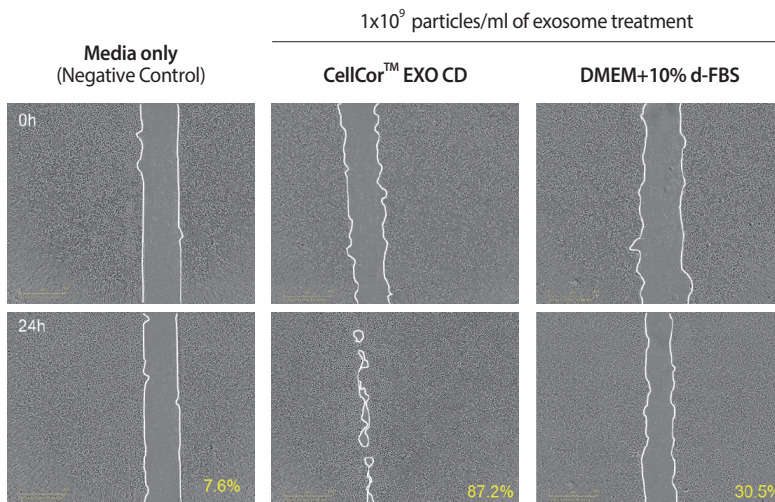 1x10⁹ particles/ml of exosome treatment
Media only
(Negative Control)
CellCor™ EXO CD
DMEM+10% d-FBS
0h
24h
7.6%
87.2%
30.5%